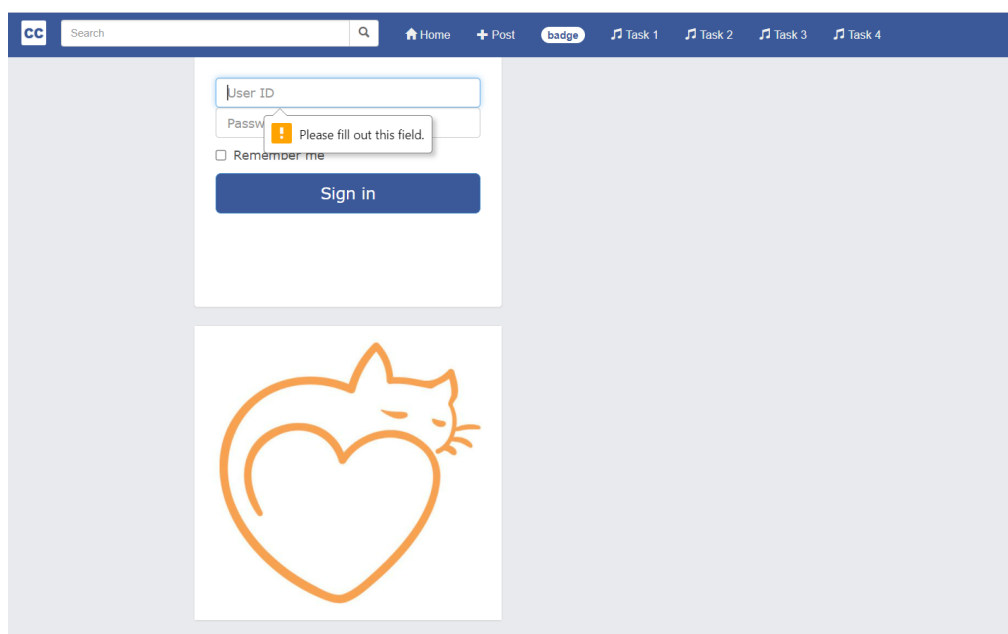 CC Search Home Post badge Task 1 Task 2 Task 3 Task 4
User ID
Passw
Please fill out this field.
Remember me
Sign in